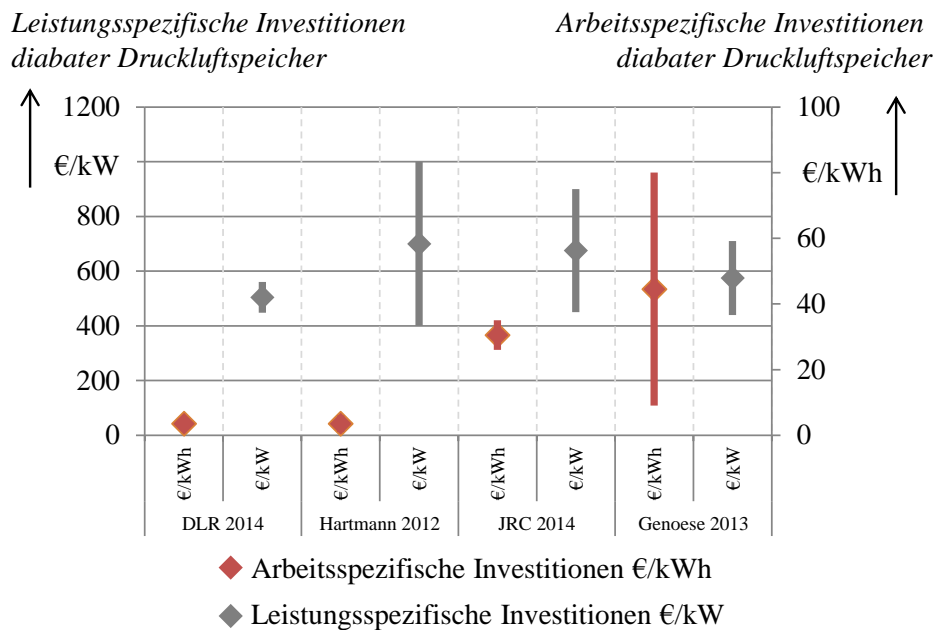 Leistungsspezifische Investitionen
diabater Druckluftspeicher
Arbeitsspezifische Investitionen
diabater Druckluftspeicher
1200
€/kW
800
600
400
200
0
100
€/kWh
60
40
20
0
€/kWh
€/kW
€/kWh
€/kW
€/kWh
€/kW
€/kWh
€/kW
DLR 2014
Hartmann 2012
JRC 2014
Genoese 2013
Arbeitsspezifische Investitionen €/kWh
Leistungsspezifische Investitionen €/kW